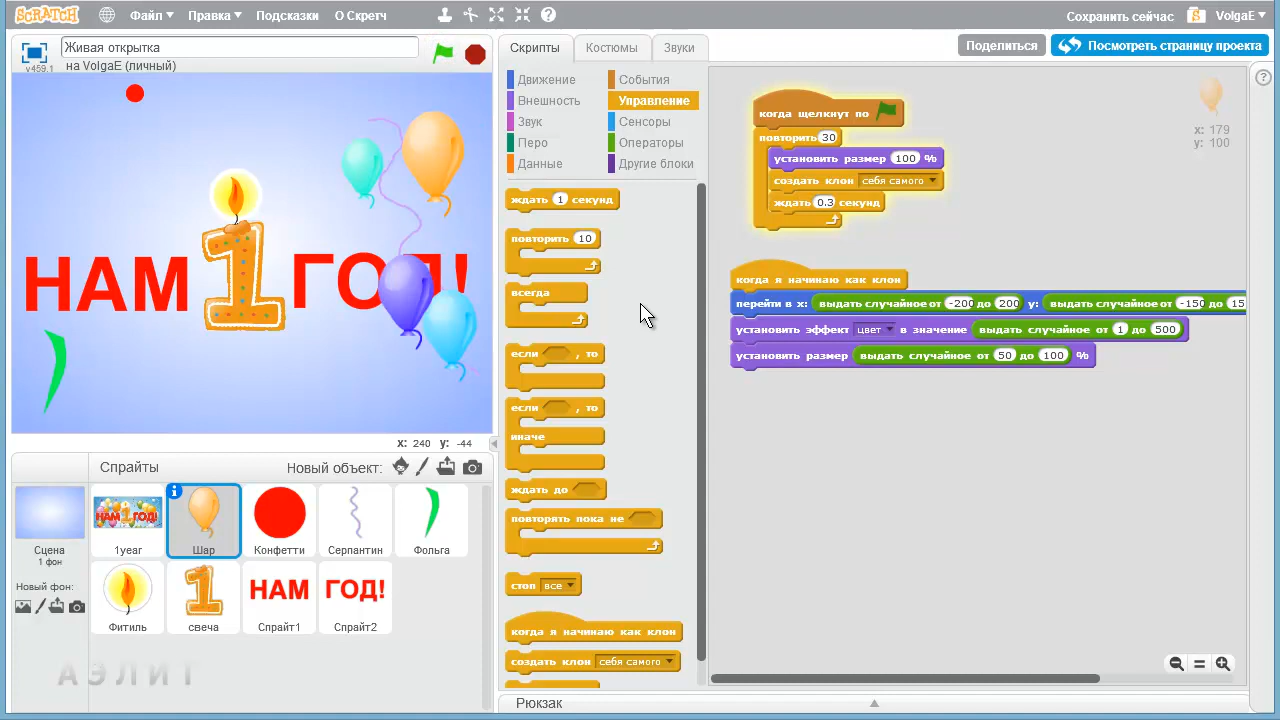 SCRATCH Файл Правка Подсказки О Скретч Сохранить сейчас VolgaE
v459.1 Живая открытка
на VolgaE (личный)
Скрипты Костюмы Звуки Поделиться Посмотреть страницу проекта
Движение События
Внешность Управление
Звук Сенсоры
Перо Операторы
Данные Другие блоки
НАМ 1 ГОД!
ждать 1 секунд
повторить 10
всегда
если , то
если , то
иначе
ждать до
повторять пока не
стоп все
когда я начинаю как клон
создать клон себя самого
когда щелкнут по
повторить 30
установить размер 100 %
создать клон себя самого
ждать 0.3 секунд
x: 179
y: 100
когда я начинаю как клон
перейти в x: выдать случайное от -200 до 200 y: выдать случайное от -150 до 15
установить эффект цвет в значение выдать случайное от 1 до 500
установить размер выдать случайное от 50 до 100 %
x: 240 y: -44
Спрайты Новый объект:
Сцена
1 фон
Новый фон:
1year Шар Конфетти Серпантин Фольга
НАМ ГОД!
Фитиль свеча Спрайт1 Спрайт2
АЭЛИТ
Рюкзак